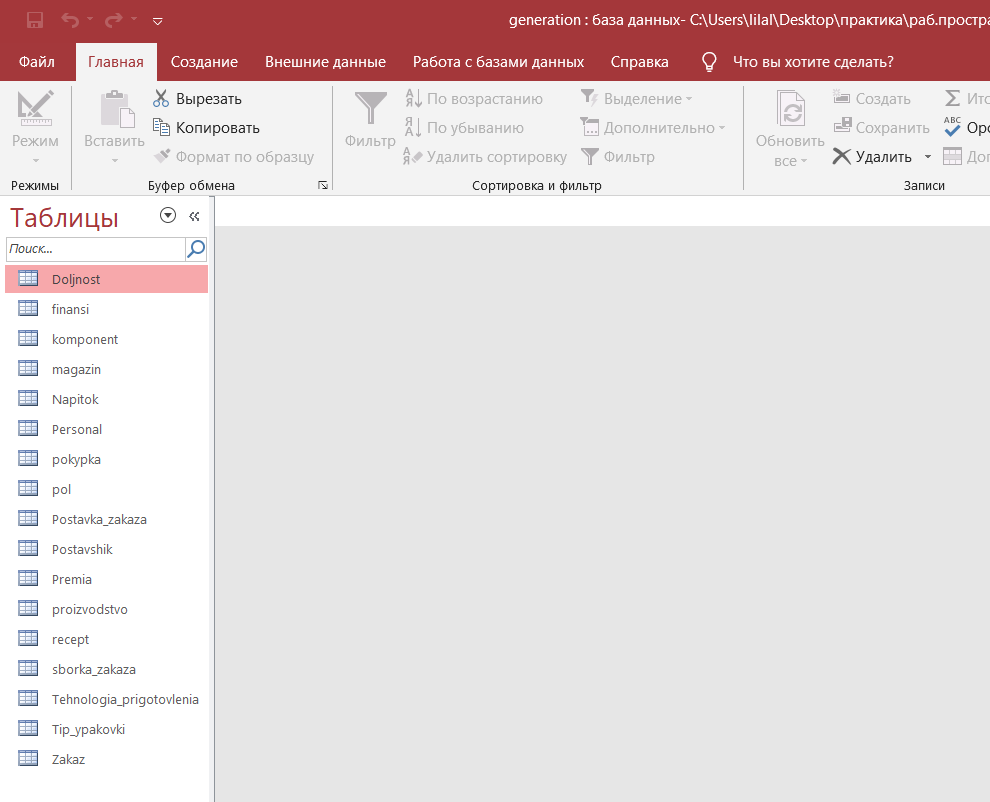 generation : база данных- C:\Users\lilal\Desktop\практика\раб.простра
Файл Главная Создание Внешние данные Работа с базами данных Справка Что вы хотите сделать?
Режим
Вставить
Вырезать
Копировать
Формат по образцу
Фильтр
По возрастанию
По убыванию
Удалить сортировку
Выделение
Дополнительно
Фильтр
Обновить
все
Создать
Сохранить
Удалить
Ито
ABC
Орф
Доп
Режимы Буфер обмена Сортировка и фильтр Записи
Таблицы
Поиск...
Doljnost
finansi
komponent
magazin
Napitok
Personal
pokypka
pol
Postavka_zakaza
Postavshik
Premia
proizvodstvo
recept
sborka_zakaza
Tehnologia_prigotovlenia
Tip_ypakovki
Zakaz